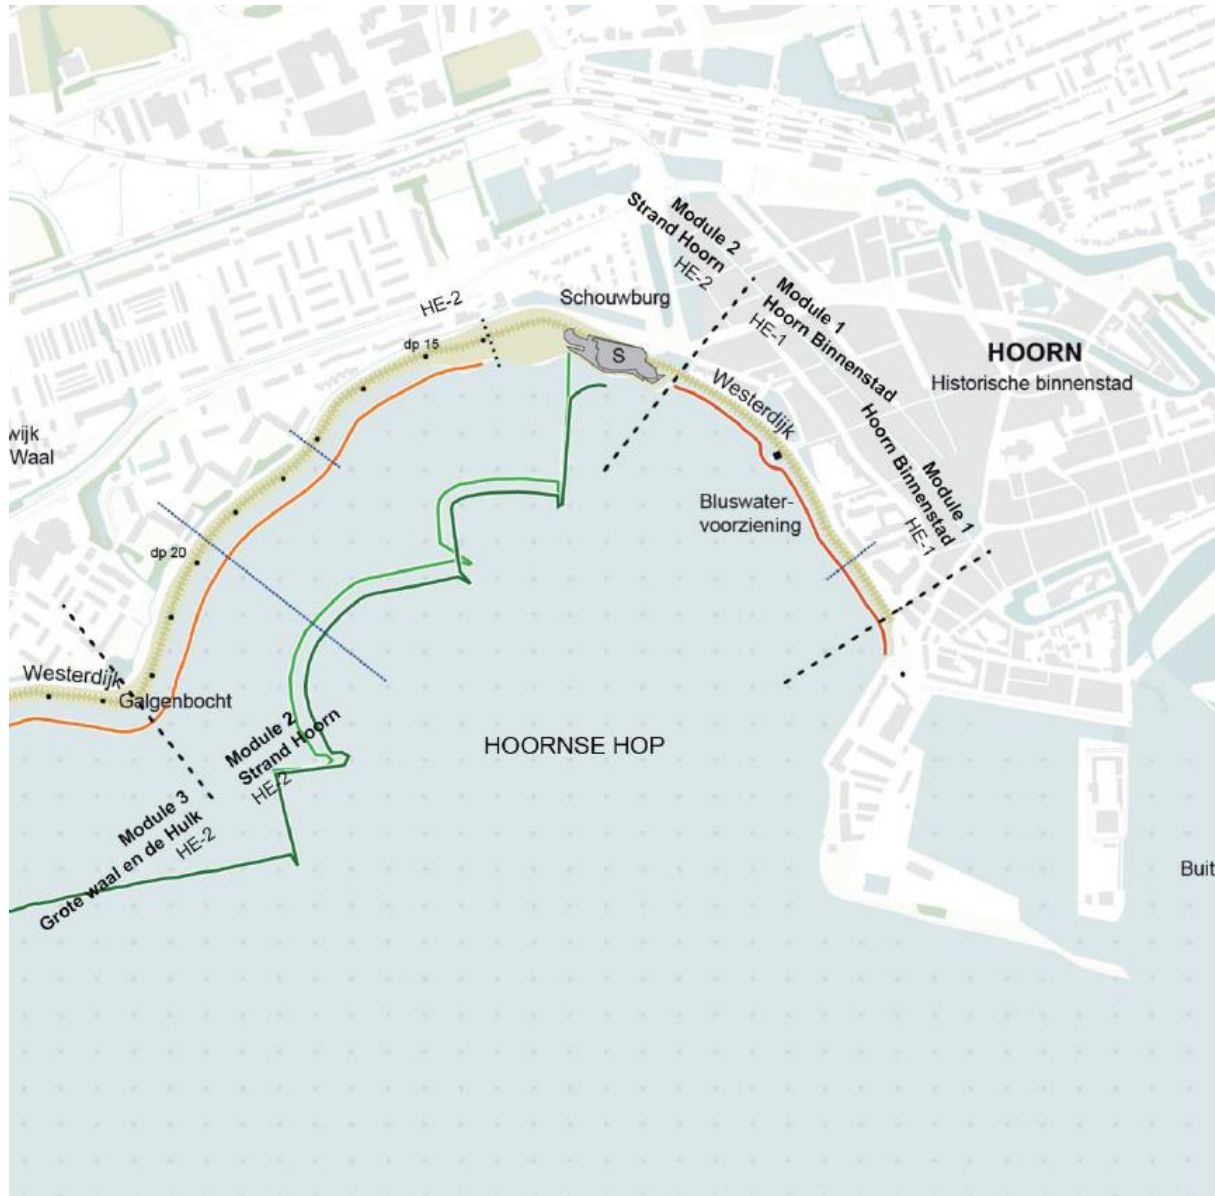 Module 2
Strand Hoorn
HE-2
Schouwburg
HE-2
Module 1
Hoorn Binnenstad
HE-1
dp 15
S
HOORN
Historische binnenstad
Westerdijk
wijk
Waal
Module 1
Hoorn Binnenstad
HE-1
Bluswater-
voorziening
dp 20
Westerdijk
Galgenbocht
Module 2
Strand Hoorn
HE-2
HOORNSE HOP
Module 3
Grote waal en de Hulk
HE-2
Buit